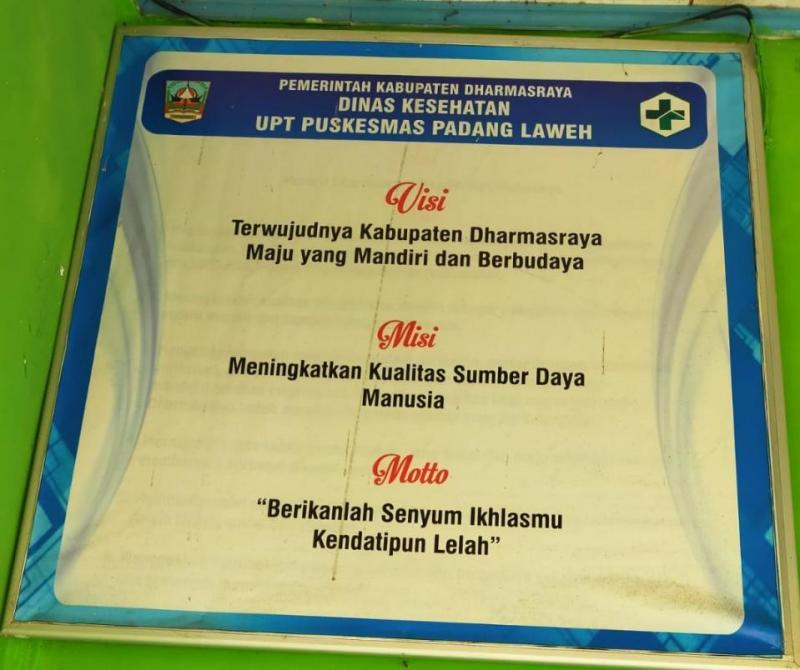 PEMERINTAH KABUPATEN DHARMASRAYA
DINAS KESEHATAN
UPT PUSKESMAS PADANG LAWEH
Visi
Terwujudnya Kabupaten Dharmasraya
Maju yang Mandiri dan Berbudaya
Misi
Meningkatkan Kualitas Sumber Daya
Manusia
Motto
“Berikanlah Senyum Ikhlasmu
Kendatipun Lelah”